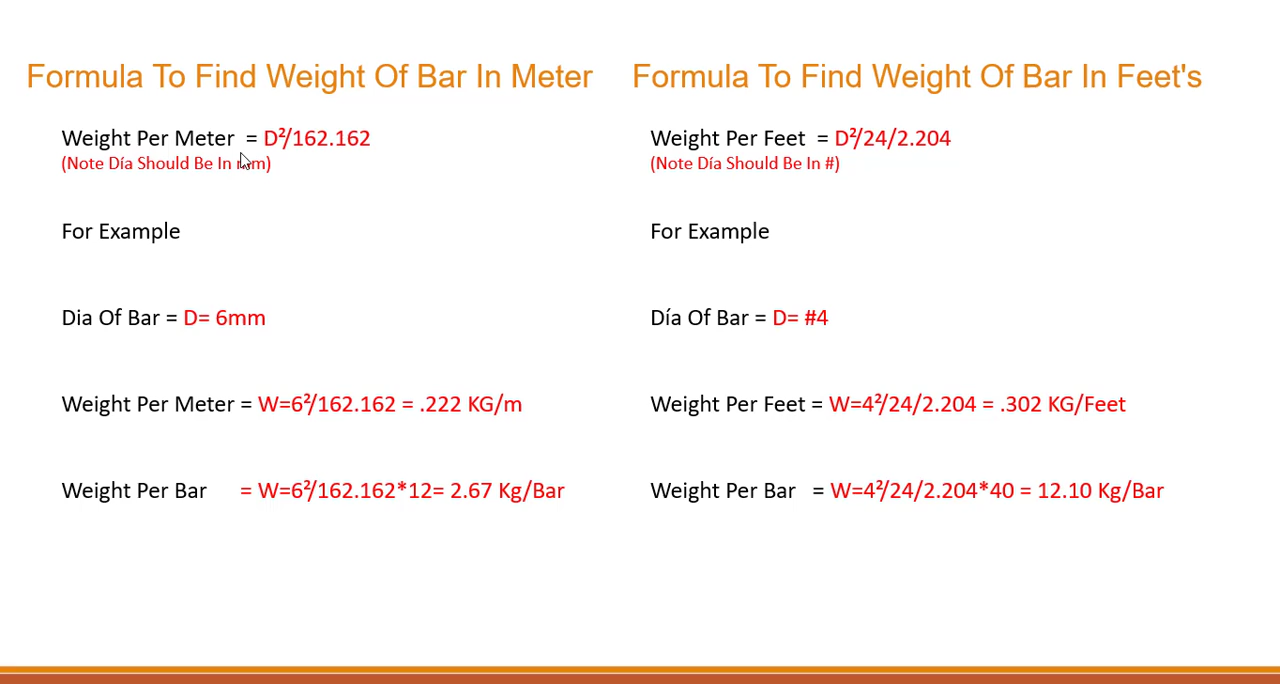 Formula To Find Weight Of Bar In Meter
Weight Per Meter = D²/162.162
(Note Día Should Be In mm)
For Example
Dia Of Bar = D= 6mm
Weight Per Meter = W=6²/162.162 = .222 KG/m
Weight Per Bar = W=6²/162.162*12= 2.67 Kg/Bar
Formula To Find Weight Of Bar In Feet's
Weight Per Feet = D²/24/2.204
(Note Día Should Be In #)
For Example
Día Of Bar = D= #4
Weight Per Feet = W=4²/24/2.204 = .302 KG/Feet
Weight Per Bar = W=4²/24/2.204*40 = 12.10 Kg/Bar